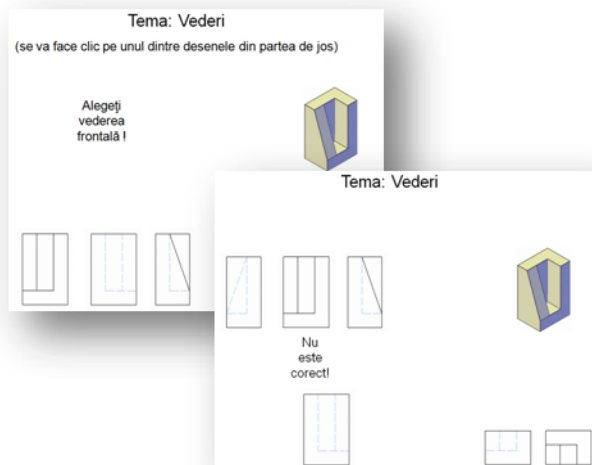 Tema: Vederi
(se va face clic pe unul dintre desenele din partea de jos)
Alegeți
vederea
frontală !
Tema: Vederi
Nu
este
corect!